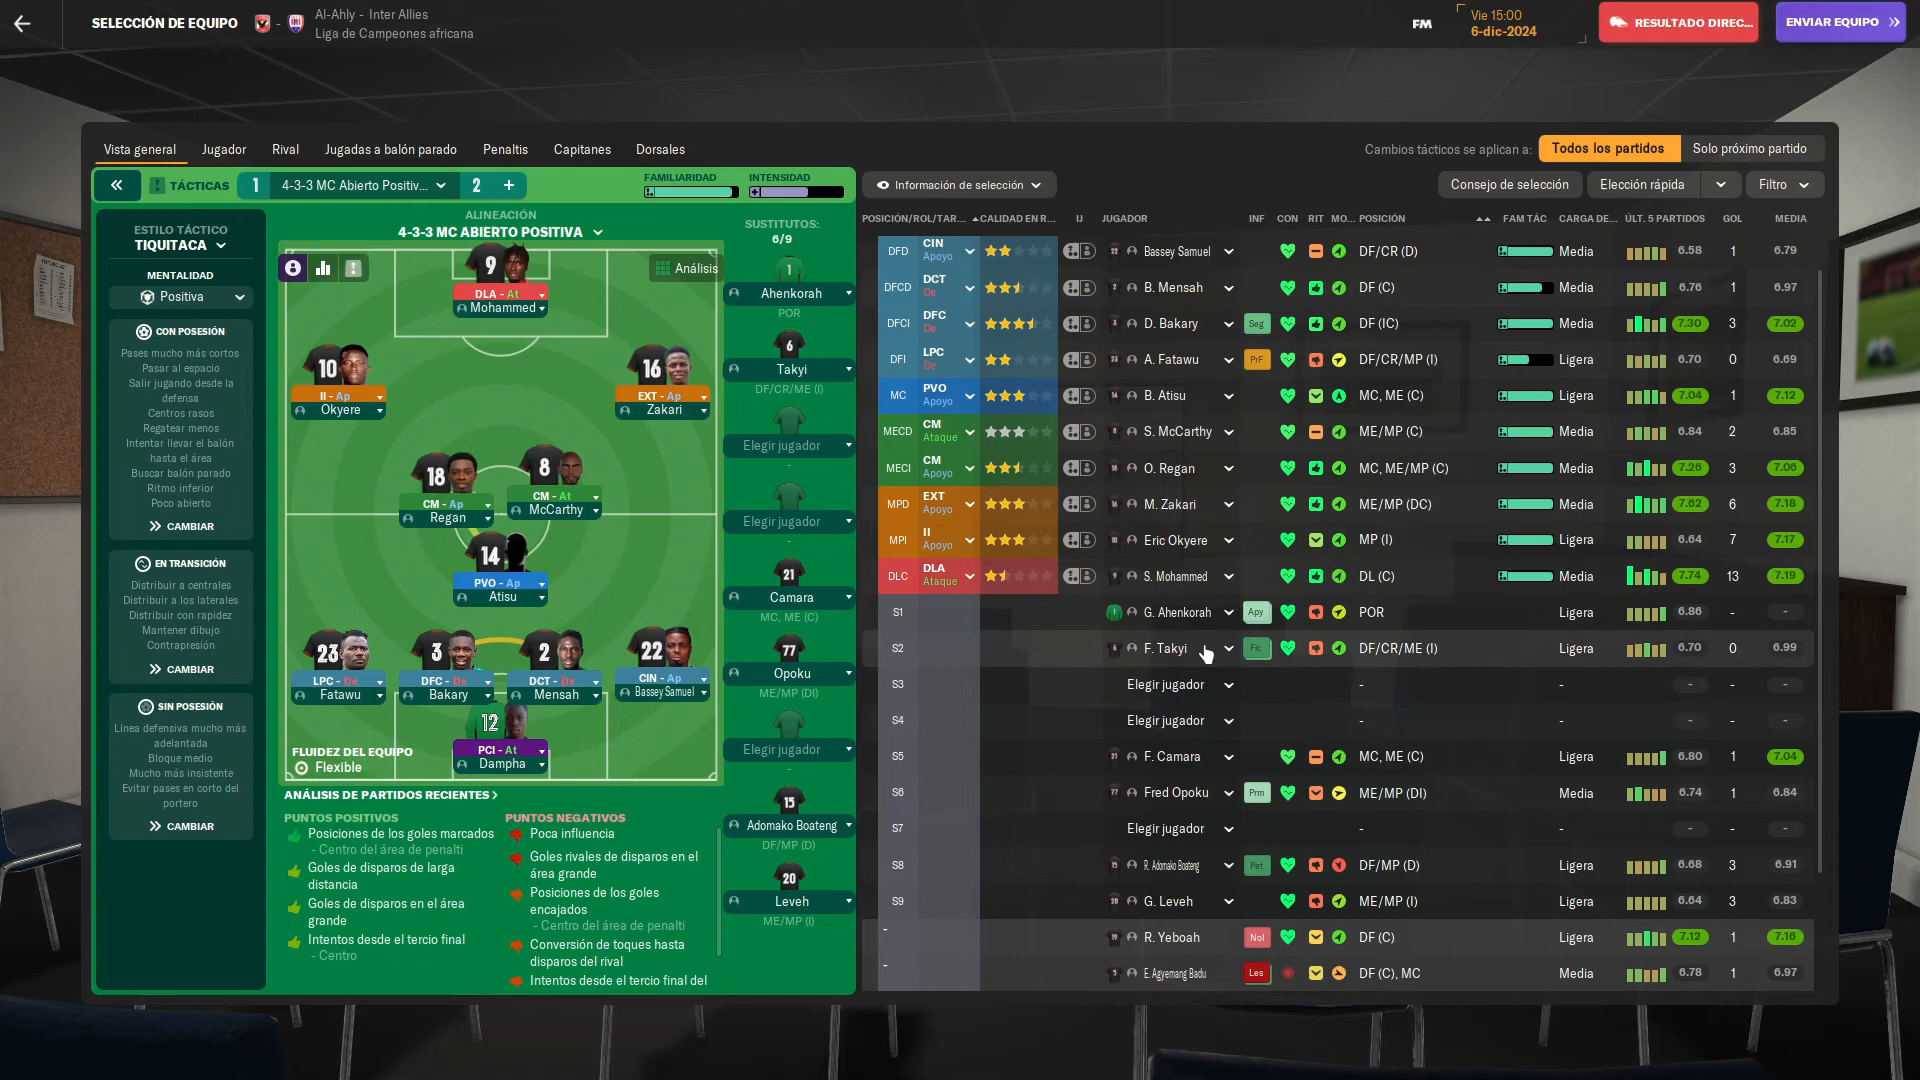 SELECCIÓN DE EQUIPO
Al-Ahly - Inter Allies
Liga de Campeones africana
FM
Vie 15:00
6-dic-2024
RESULTADO DIREC...
ENVIAR EQUIPO
Vista general
Jugador
Rival
Jugadas a balón parado
Penaltis
Capitanes
Dorsales
Cambios tácticos se aplican a:
Todos los partidos
Solo próximo partido
TÁCTICAS
1
4-3-3 MC Abierto Positiv...
2
FAMILIARIDAD
INTENSIDAD
ESTILO TÁCTICO
TIQUITACA
MENTALIDAD
Positiva
CON POSESIÓN
Pases mucho más cortos
Pasar al espacio
Salir jugando desde la
defensa
Centros rasos
Regatear menos
Intentar llevar el balón
hasta el área
Buscar balón parado
Ritmo inferior
Poco abierto
CAMBIAR
EN TRANSICIÓN
Distribuir a centrales
Distribuir a los laterales
Distribuir con rapidez
Mantener dibujo
Contrapresión
CAMBIAR
SIN POSESIÓN
Línea defensiva mucho más
adelantada
Bloque medio
Mucho más insistente
Evitar pases en corto del
portero
CAMBIAR
ALINEACIÓN
4-3-3 MC ABIERTO POSITIVA
Análisis
9
DLA - At
Mohammed
10
II - Ap
Okyere
16
EXT - Ap
Zakari
18
CM - Ap
Regan
8
CM - At
McCarthy
14
PVO - Ap
Atisu
23
LPC - De
Fatawu
3
DFC - De
Bakary
2
DCT - De
Mensah
22
CIN - Ap
Bassey Samuel
12
PCI - At
Dampha
FLUIDEZ DEL EQUIPO
Flexible
ANÁLISIS DE PARTIDOS RECIENTES
PUNTOS POSITIVOS
Posiciones de los goles marcados
- Centro del área de penalti
Goles de disparos de larga
distancia
Goles de disparos en el área
grande
Intentos desde el tercio final
- Centro
PUNTOS NEGATIVOS
Poca influencia
Goles rivales de disparos en el
área grande
Posiciones de los goles
encajados
- Centro del área de penalti
Conversión de toques hasta
disparos del rival
Intentos desde el tercio final del
SUSTITUTOS:
6/9
1
Ahenkorah
POR
6
Takyi
DF/CR/ME (I)
Elegir jugador
-
Elegir jugador
-
21
Camara
MC, ME (C)
77
Opoku
ME/MP (DI)
Elegir jugador
-
15
Adomako Boateng
DF/MP (D)
20
Leveh
ME/MP (I)
Información de selección
Consejo de selección
Elección rápida
Filtro
POSICIÓN/ROL/TAR... CALIDAD EN R... IJ JUGADOR INF CON RIT MO... POSICIÓN FAM TÁC CARGA DE... ÚLT. 5 PARTIDOS GOL MEDIA
DFD CIN Apoyo 22 Bassey Samuel DF/CR (D) Media 6.58 1 6.79
DFCD DCT De 2 B. Mensah DF (C) Media 6.76 1 6.97
DFCI DFC De 3 D. Bakary Seg DF (IC) Media 7.30 3 7.02
DFI LPC De 23 A. Fatawu PrF DF/CR/MP (I) Ligera 6.70 0 6.69
MC PVO Apoyo 14 B. Atisu MC, ME (C) Ligera 7.04 1 7.12
MECD CM Ataque 8 S. McCarthy ME/MP (C) Media 6.84 2 6.85
MECI CM Apoyo 18 O. Regan MC, ME/MP (C) Media 7.26 3 7.06
MPD EXT Apoyo 16 M. Zakari ME/MP (DC) Media 7.62 6 7.18
MPI II Apoyo 10 Eric Okyere MP (I) Ligera 6.64 7 7.17
DLC DLA Ataque 9 S. Mohammed DL (C) Media 7.74 13 7.19
S1 1 G. Ahenkorah Apy POR Ligera 6.86 - -
S2 6 F. Takyi Fic DF/CR/ME (I) Ligera 6.70 0 6.99
S3 Elegir jugador - - - - -
S4 Elegir jugador - - - - -
S5 21 F. Camara MC, ME (C) Ligera 6.80 1 7.04
S6 77 Fred Opoku Prm ME/MP (DI) Media 6.74 1 6.84
S7 Elegir jugador - - - - -
S8 15 R. Adomako Boateng Pet DF/MP (D) Ligera 6.68 3 6.91
S9 20 G. Leveh ME/MP (I) Ligera 6.64 3 6.83
- 19 R. Yeboah NoI DF (C) Ligera 7.12 1 7.16
- 5 E. Agyemang Badu Les DF (C), MC Media 6.78 1 6.97